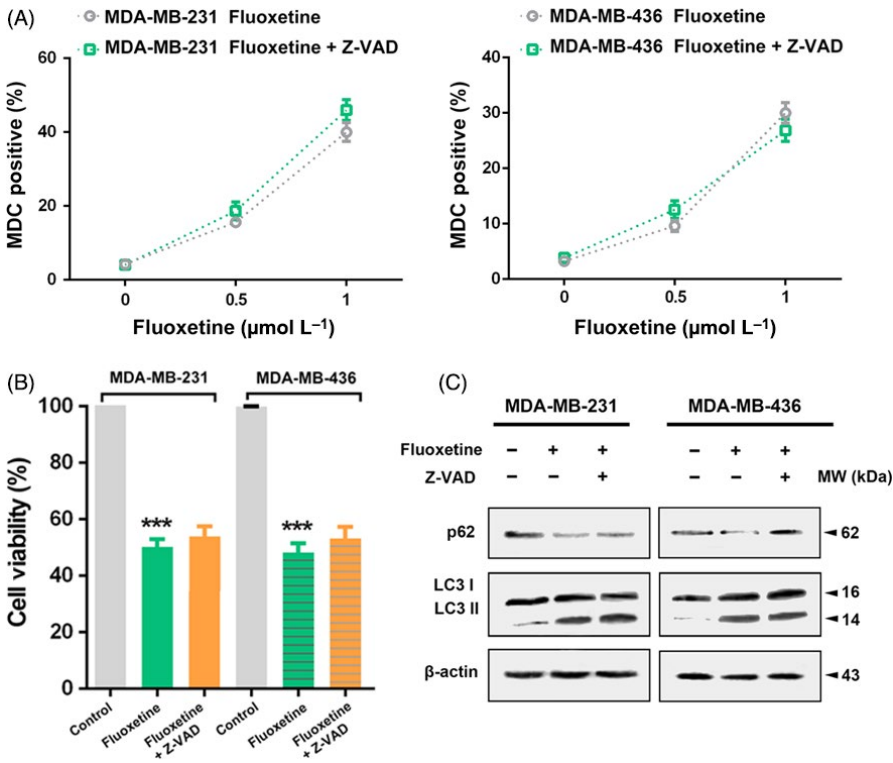 (A)
MDA-MB-231 Fluoxetine
MDA-MB-231 Fluoxetine + Z-VAD
60
40
20
0
MDC positive (%)
0 0.5 1
Fluoxetine (µmol L⁻¹)
MDA-MB-436 Fluoxetine
MDA-MB-436 Fluoxetine + Z-VAD
40
30
20
10
0
MDC positive (%)
0 0.5 1
Fluoxetine (µmol L⁻¹)
(B)
MDA-MB-231 MDA-MB-436
100
80
60
40
20
0
Cell viability (%)
*** ***
Control
Fluoxetine
Fluoxetine
+ Z-VAD
Control
Fluoxetine
Fluoxetine
+ Z-VAD
(C)
MDA-MB-231 MDA-MB-436
Fluoxetine – + + – + +
Z-VAD – – + – – + MW (kDa)
p62 62
LC3 I 16
LC3 II 14
β-actin 43